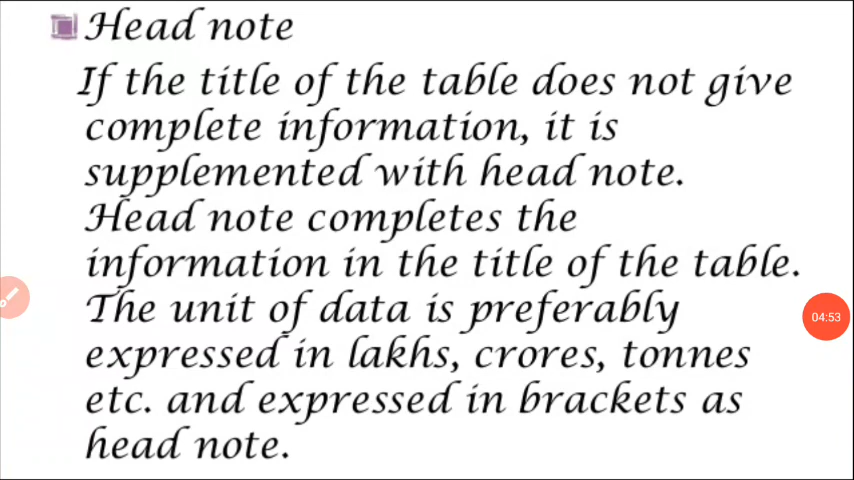 Head note
If the title of the table does not give
complete information, it is
supplemented with head note.
Head note completes the
information in the title of the table.
The unit of data is preferably
expressed in lakhs, crores, tonnes
etc. and expressed in brackets as
head note.
04:53